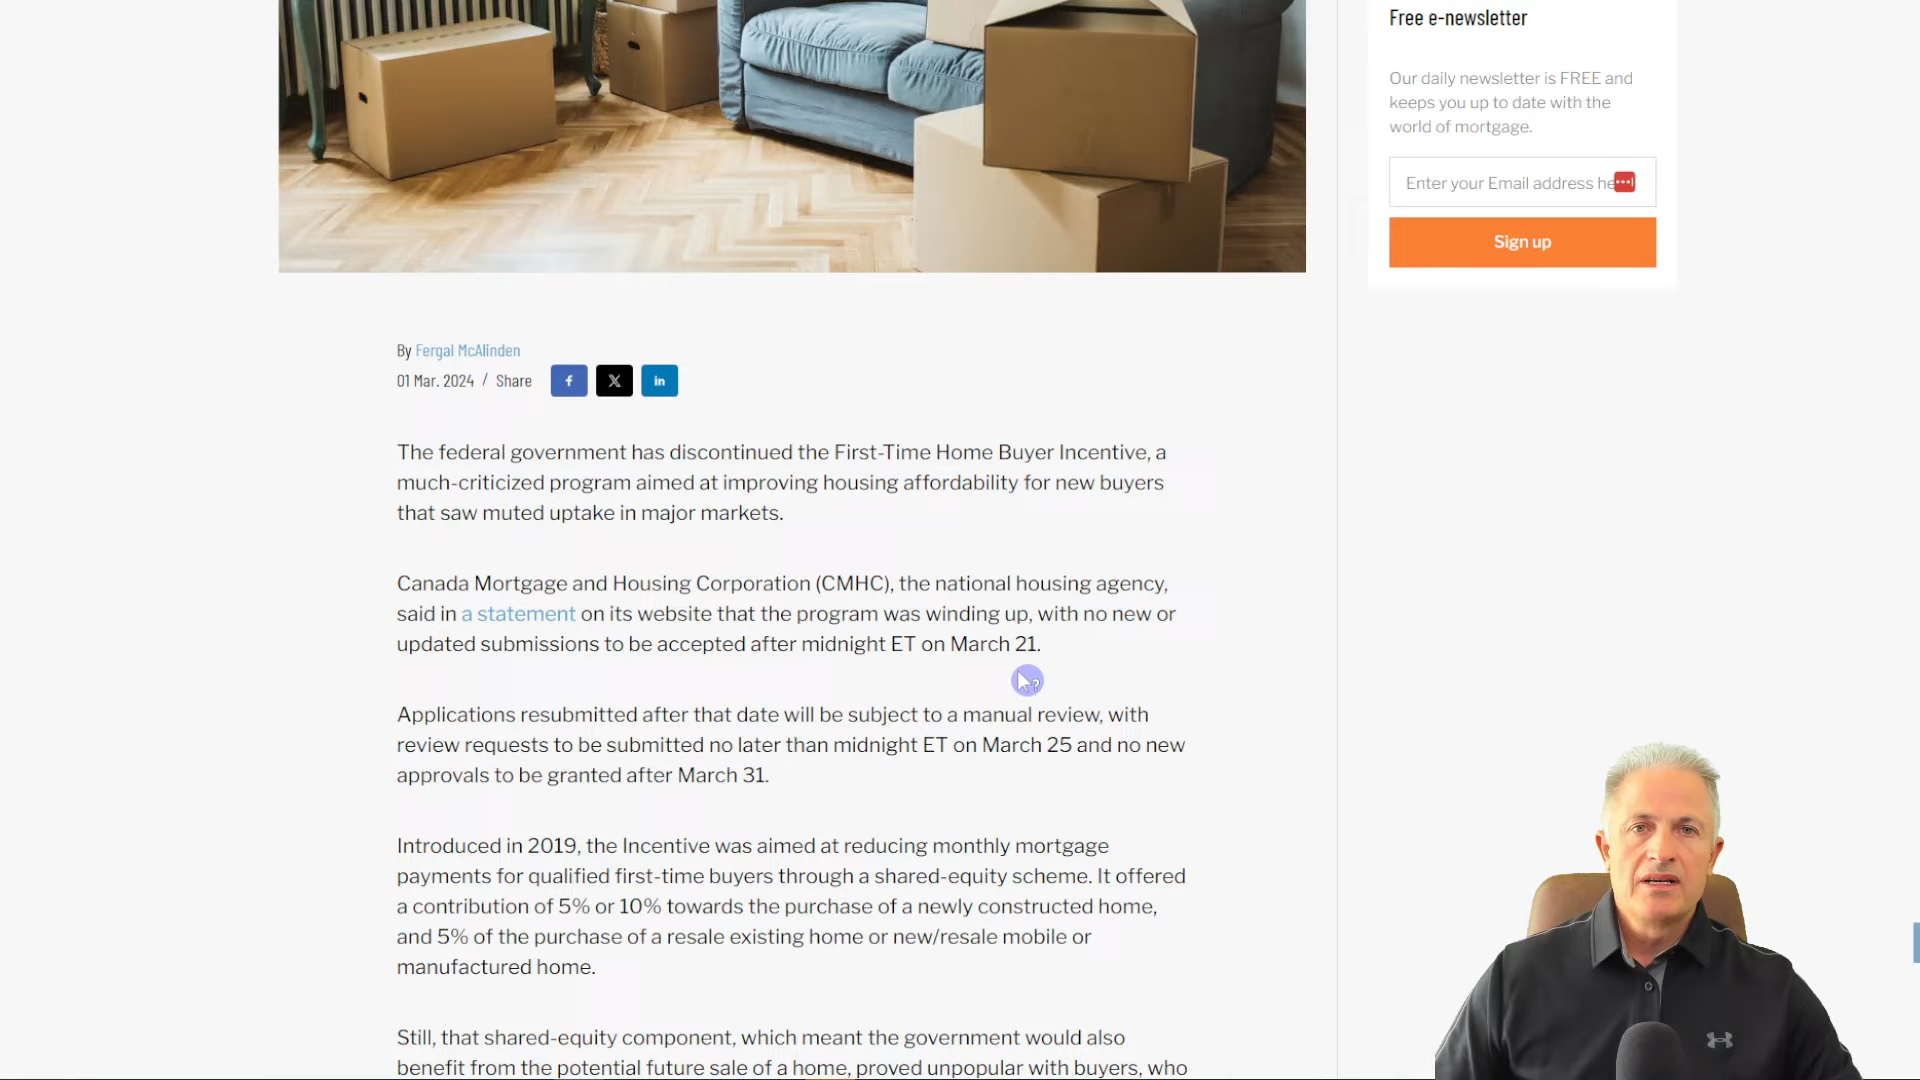 Free e-newsletter
Our daily newsletter is FREE and
keeps you up to date with the
world of mortgage.
Enter your Email address he
Sign up
By Fergal McAlinden
01 Mar. 2024 / Share
The federal government has discontinued the First-Time Home Buyer Incentive, a
much-criticized program aimed at improving housing affordability for new buyers
that saw muted uptake in major markets.
Canada Mortgage and Housing Corporation (CMHC), the national housing agency,
said in a statement on its website that the program was winding up, with no new or
updated submissions to be accepted after midnight ET on March 21.
Applications resubmitted after that date will be subject to a manual review, with
review requests to be submitted no later than midnight ET on March 25 and no new
approvals to be granted after March 31.
Introduced in 2019, the Incentive was aimed at reducing monthly mortgage
payments for qualified first-time buyers through a shared-equity scheme. It offered
a contribution of 5% or 10% towards the purchase of a newly constructed home,
and 5% of the purchase of a resale existing home or new/resale mobile or
manufactured home.
Still, that shared-equity component, which meant the government would also
benefit from the potential future sale of a home, proved unpopular with buyers, who